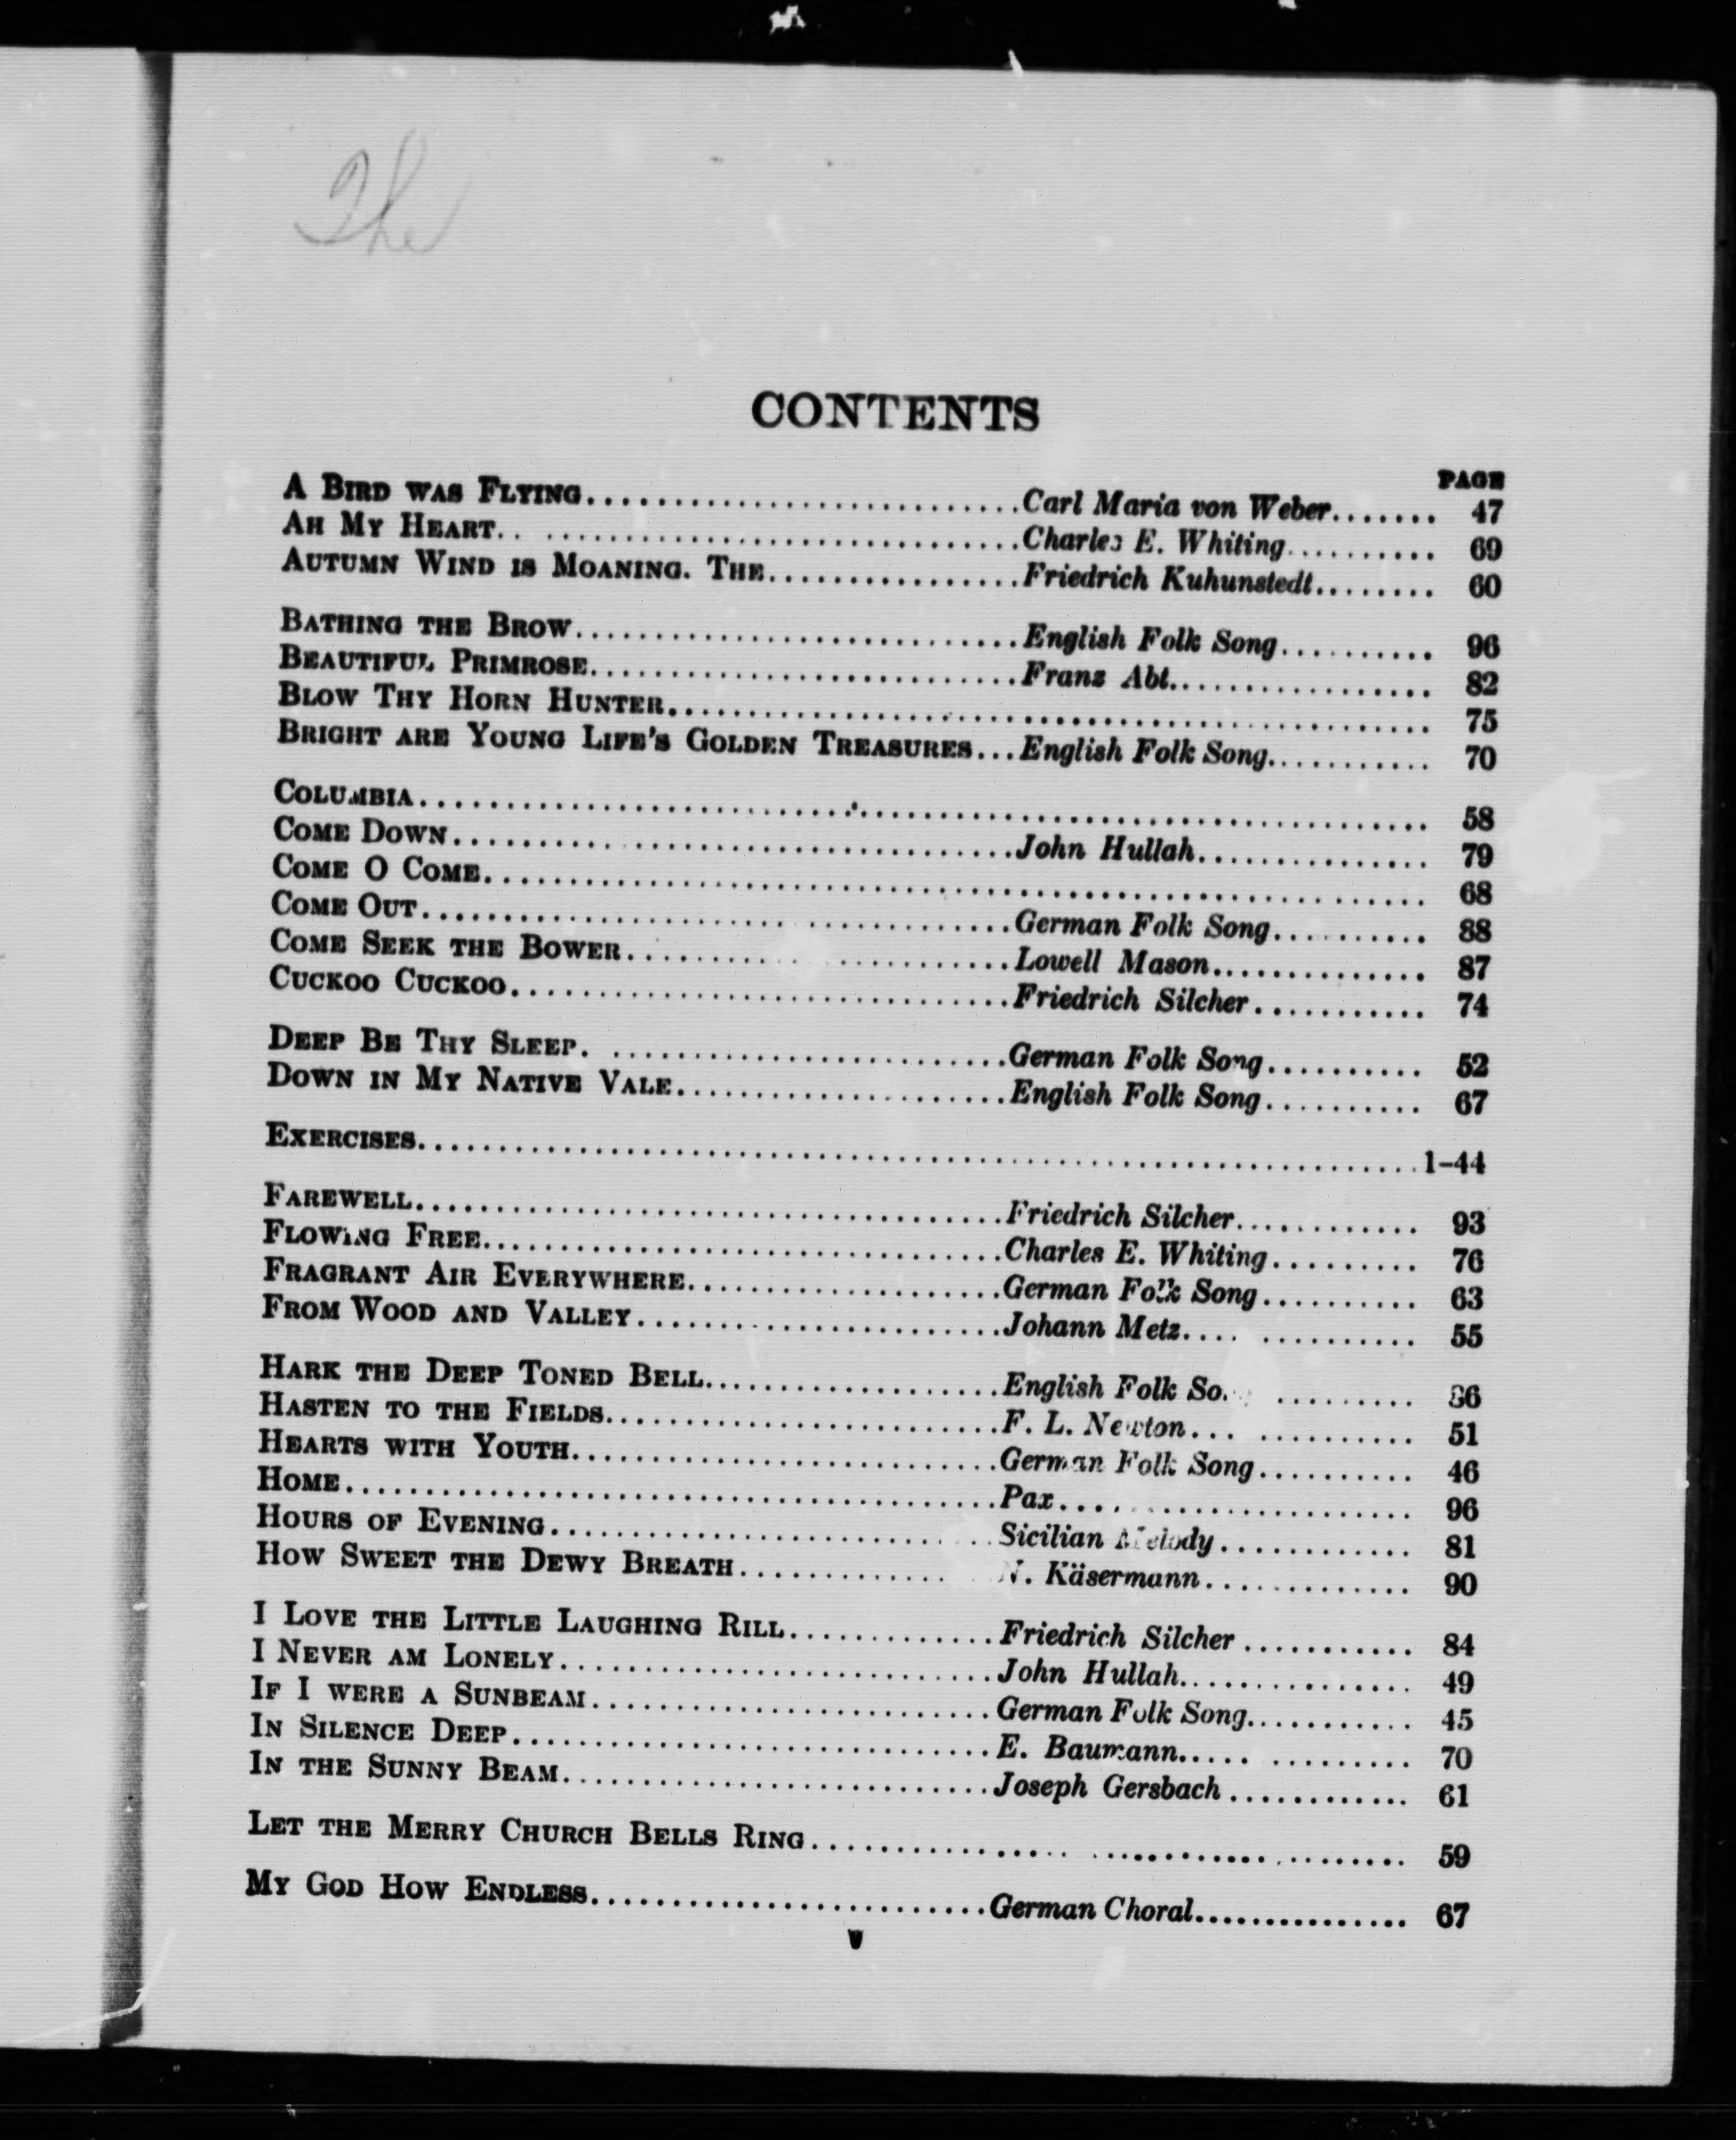 The
CONTENTS
PAGE
A BIRD WAS FLYING..........................Carl Maria von Weber....... 47
AH MY HEART.. .............................Charles E. Whiting.......... 69
AUTUMN WIND IS MOANING. THE................Friedrich Kuhunstedt........ 60
BATHING THE BROW...........................English Folk Song.......... 96
BEAUTIFUL PRIMROSE..........................Franz Abt................. 82
BLOW THY HORN HUNTER............................................... 75
BRIGHT ARE YOUNG LIFE'S GOLDEN TREASURES...English Folk Song........... 70
COLUMBIA.............................................................. 58
COME DOWN..................................John Hullah............... 79
COME O COME.......................................................... 68
COME OUT....................................German Folk Song.......... 88
COME SEEK THE BOWER........................Lowell Mason.............. 87
CUCKOO CUCKOO..............................Friedrich Silcher........... 74
DEEP BE THY SLEEP. .........................German Folk Song.......... 52
DOWN IN MY NATIVE VALE.....................English Folk Song.......... 67
EXERCISES.............................................................1-44
FAREWELL....................................Friedrich Silcher............ 93
FLOWING FREE................................Charles E. Whiting......... 76
FRAGRANT AIR EVERYWHERE....................German Folk Song.......... 63
FROM WOOD AND VALLEY.......................Johann Metz.... .......... 55
HARK THE DEEP TONED BELL...................English Folk ......... 
HASTEN TO THE FIELDS........................F. L. Newton... .......... 51
HEARTS WITH YOUTH..........................German Folk Song.......... 46
HOME........................................Pax...................... 96
HOURS OF EVENING...........................Sicilian Melody............ 81
HOW SWEET THE DEWY BREATH.............. N. Käsermann............. 90
I LOVE THE LITTLE LAUGHING RILL.............Friedrich Silcher........... 84
I NEVER AM LONELY...........................John Hullah............... 49
IF I WERE A SUNBEAM.........................German Folk Song........... 45
IN SILENCE DEEP..............................E. Baumann..... ......... 70
IN THE SUNNY BEAM...........................Joseph Gersbach............ 61
LET THE MERRY CHURCH BELLS RING..................................... 59
MY GOD HOW ENDLESS.........................German Choral............... 67
v